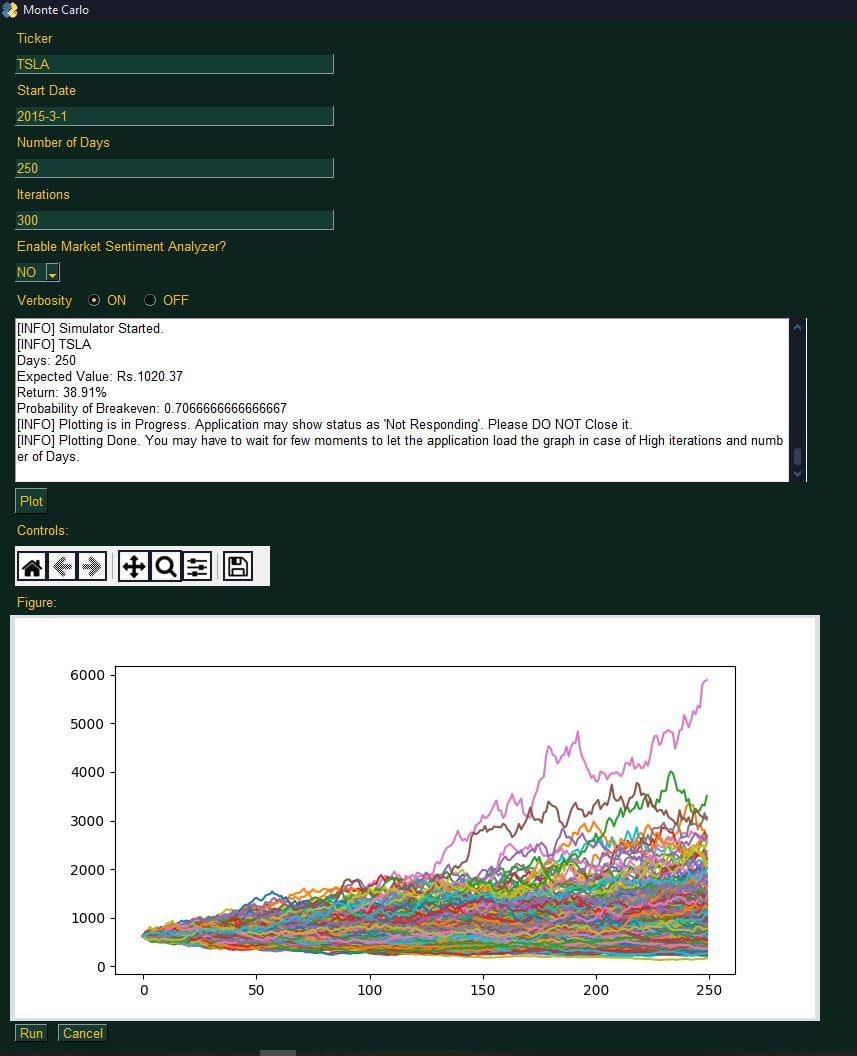 Monte Carlo
Ticker
TSLA
Start Date
2015-3-1
Number of Days
250
Iterations
300
Enable Market Sentiment Analyzer?
NO
Verbosity ON OFF
[INFO] Simulator Started.
[INFO] TSLA
Days: 250
Expected Value: Rs.1020.37
Return: 38.91%
Probability of Breakeven: 0.7066666666666667
[INFO] Plotting is in Progress. Application may show status as 'Not Responding'. Please DO NOT Close it.
[INFO] Plotting Done. You may have to wait for few moments to let the application load the graph in case of High iterations and numb
er of Days.
Plot
Controls:
Figure:
6000
5000
4000
3000
2000
1000
0
0 50 100 150 200 250
Run Cancel